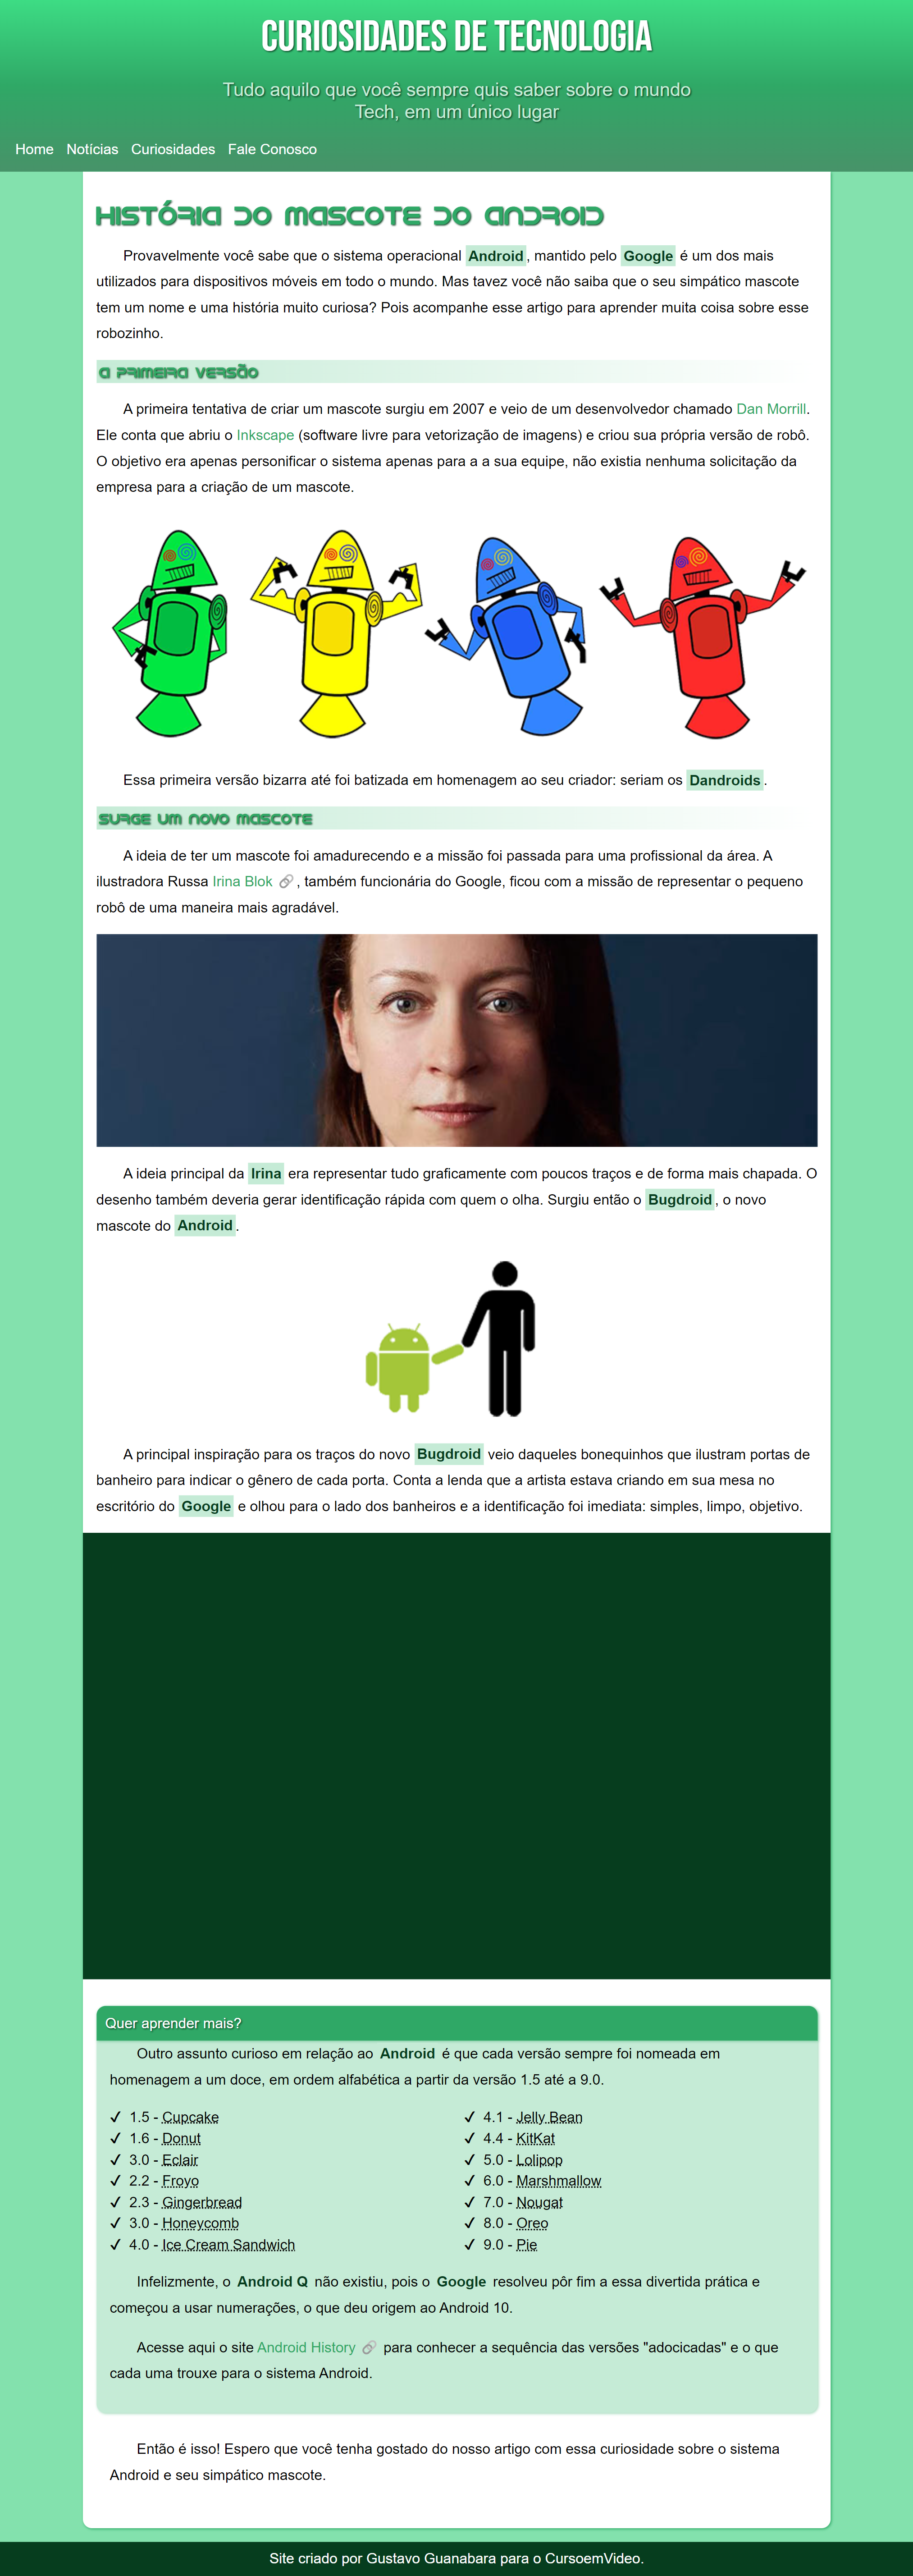 CURIOSIDADES DE TECNOLOGIA
Tudo aquilo que você sempre quis saber sobre o mundo
Tech, em um único lugar
Home Notícias Curiosidades Fale Conosco
História do mascote do Android
Provavelmente você sabe que o sistema operacional Android, mantido pelo Google é um dos mais
utilizados para dispositivos móveis em todo o mundo. Mas tavez você não saiba que o seu simpático mascote
tem um nome e uma história muito curiosa? Pois acompanhe esse artigo para aprender muita coisa sobre esse
robozinho.
A primeira versão
A primeira tentativa de criar um mascote surgiu em 2007 e veio de um desenvolvedor chamado Dan Morrill.
Ele conta que abriu o Inkscape (software livre para vetorização de imagens) e criou sua própria versão de robô.
O objetivo era apenas personificar o sistema apenas para a a sua equipe, não existia nenhuma solicitação da
empresa para a criação de um mascote.
Essa primeira versão bizarra até foi batizada em homenagem ao seu criador: seriam os Dandroids.
Surge um novo mascote
A ideia de ter um mascote foi amadurecendo e a missão foi passada para uma profissional da área. A
ilustradora Russa Irina Blok 🔗, também funcionária do Google, ficou com a missão de representar o pequeno
robô de uma maneira mais agradável.
A ideia principal da Irina era representar tudo graficamente com poucos traços e de forma mais chapada. O
desenho também deveria gerar identificação rápida com quem o olha. Surgiu então o Bugdroid, o novo
mascote do Android.
A principal inspiração para os traços do novo Bugdroid veio daqueles bonequinhos que ilustram portas de
banheiro para indicar o gênero de cada porta. Conta a lenda que a artista estava criando em sua mesa no
escritório do Google e olhou para o lado dos banheiros e a identificação foi imediata: simples, limpo, objetivo.
Quer aprender mais?
Outro assunto curioso em relação ao Android é que cada versão sempre foi nomeada em
homenagem a um doce, em ordem alfabética a partir da versão 1.5 até a 9.0.
✓ 1.5 - Cupcake
✓ 1.6 - Donut
✓ 3.0 - Eclair
✓ 2.2 - Froyo
✓ 2.3 - Gingerbread
✓ 3.0 - Honeycomb
✓ 4.0 - Ice Cream Sandwich
✓ 4.1 - Jelly Bean
✓ 4.4 - KitKat
✓ 5.0 - Lolipop
✓ 6.0 - Marshmallow
✓ 7.0 - Nougat
✓ 8.0 - Oreo
✓ 9.0 - Pie
Infelizmente, o Android Q não existiu, pois o Google resolveu pôr fim a essa divertida prática e
começou a usar numerações, o que deu origem ao Android 10.
Acesse aqui o site Android History 🔗 para conhecer a sequência das versões "adocicadas" e o que
cada uma trouxe para o sistema Android.
Então é isso! Espero que você tenha gostado do nosso artigo com essa curiosidade sobre o sistema
Android e seu simpático mascote.
Site criado por Gustavo Guanabara para o CursoemVideo.